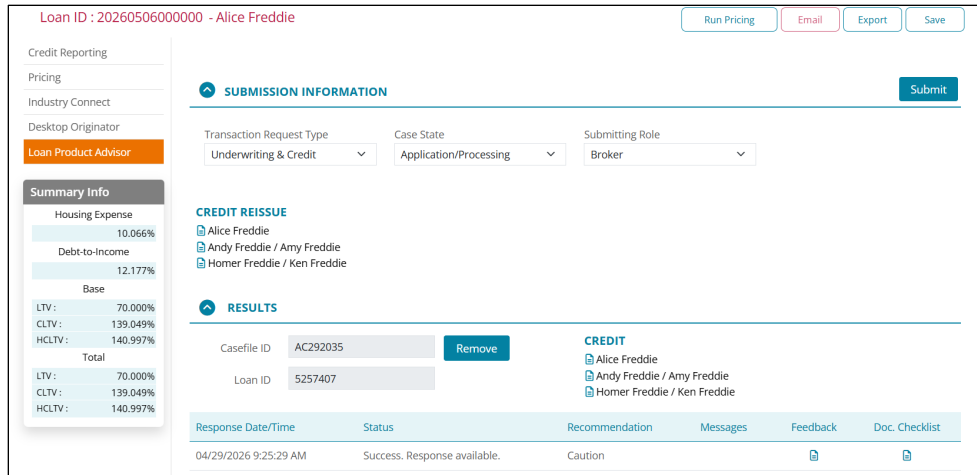 Loan ID : 20260506000000 - Alice Freddie
Run Pricing Email Export Save
Credit Reporting
Pricing
Industry Connect
Desktop Originator
Loan Product Advisor
Summary Info
Housing Expense
10.066%
Debt-to-Income
12.177%
Base
LTV : 70.000%
CLTV : 139.049%
HCLTV : 140.997%
Total
LTV : 70.000%
CLTV : 139.049%
HCLTV : 140.997%
SUBMISSION INFORMATION
Submit
Transaction Request Type Case State Submitting Role
Underwriting & Credit Application/Processing Broker
CREDIT REISSUE
Alice Freddie
Andy Freddie / Amy Freddie
Homer Freddie / Ken Freddie
RESULTS
Casefile ID AC292035 Remove
Loan ID 5257407
CREDIT
Alice Freddie
Andy Freddie / Amy Freddie
Homer Freddie / Ken Freddie
Response Date/Time Status Recommendation Messages Feedback Doc. Checklist
04/29/2026 9:25:29 AM Success. Response available. Caution